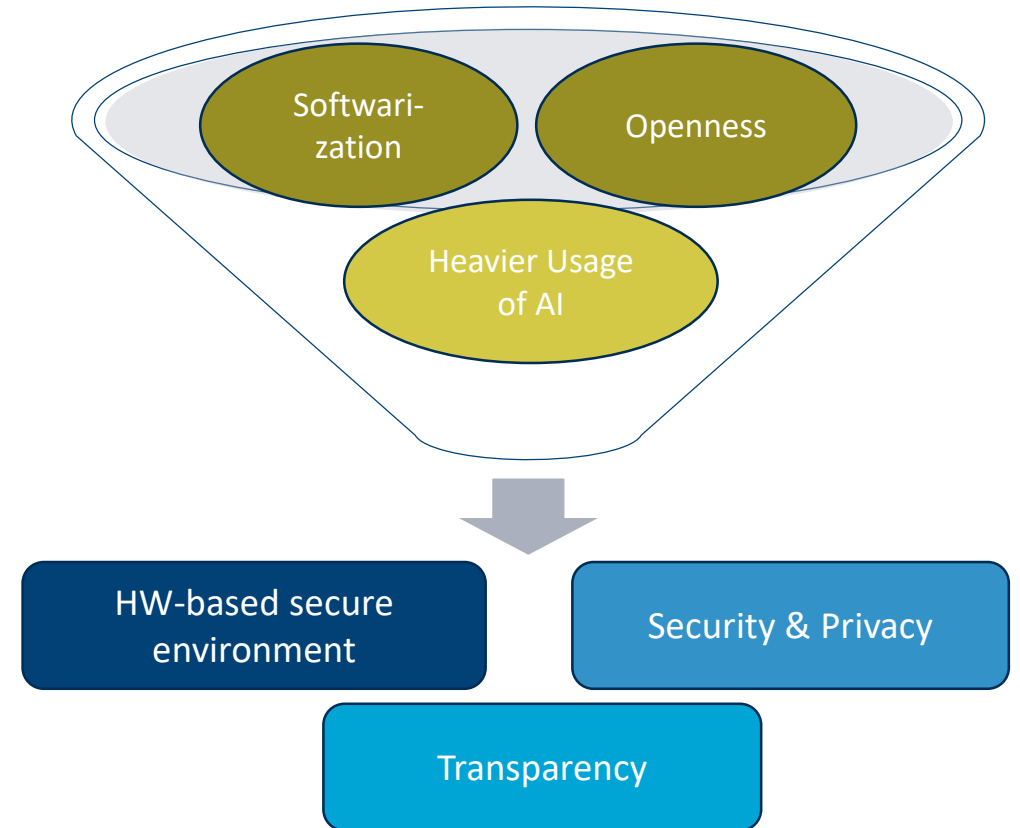 Softwari-
zation
Openness
Heavier Usage
of AI
HW-based secure
environment
Security & Privacy
Transparency